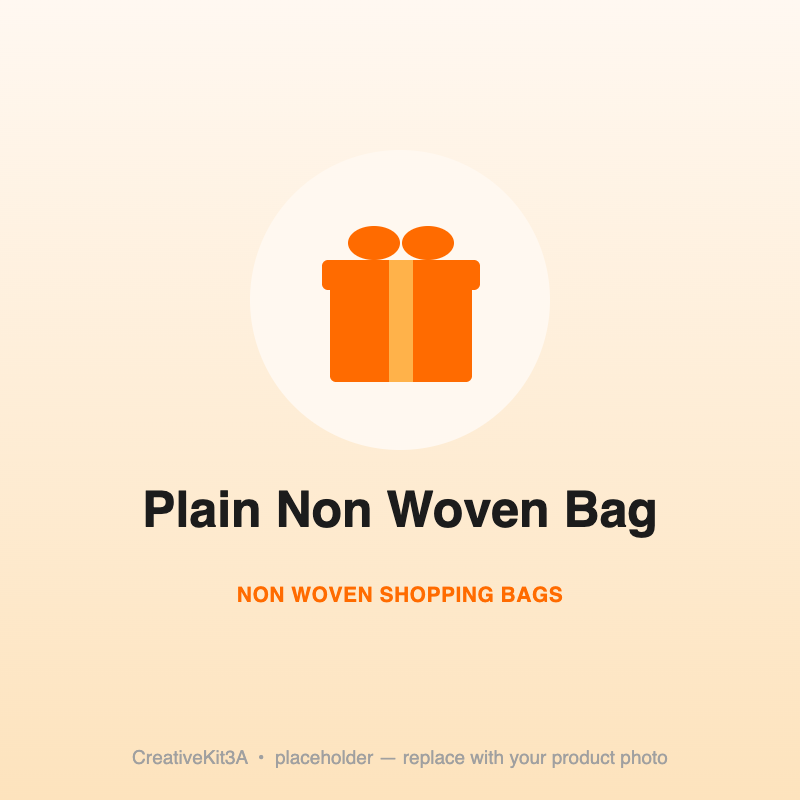 Plain Non Woven Bag
NON WOVEN SHOPPING BAGS
CreativeKit3A • placeholder — replace with your product photo